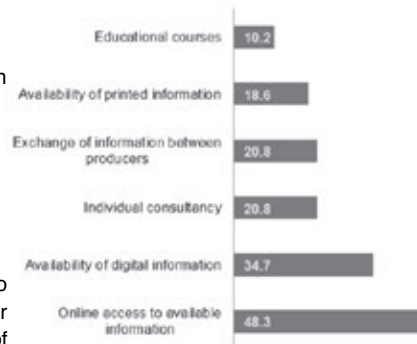 Educational courses 10.2
n
Availability of printed information 18.6
Exchange of information between
producers 20.8
Individual consultancy 20.8
Availability of digital information 34.7
o
r
Online access to available
information 48.3
of